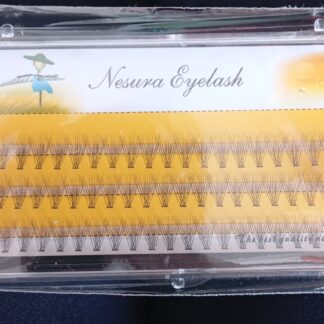 Nesura Eyelash
The best quality